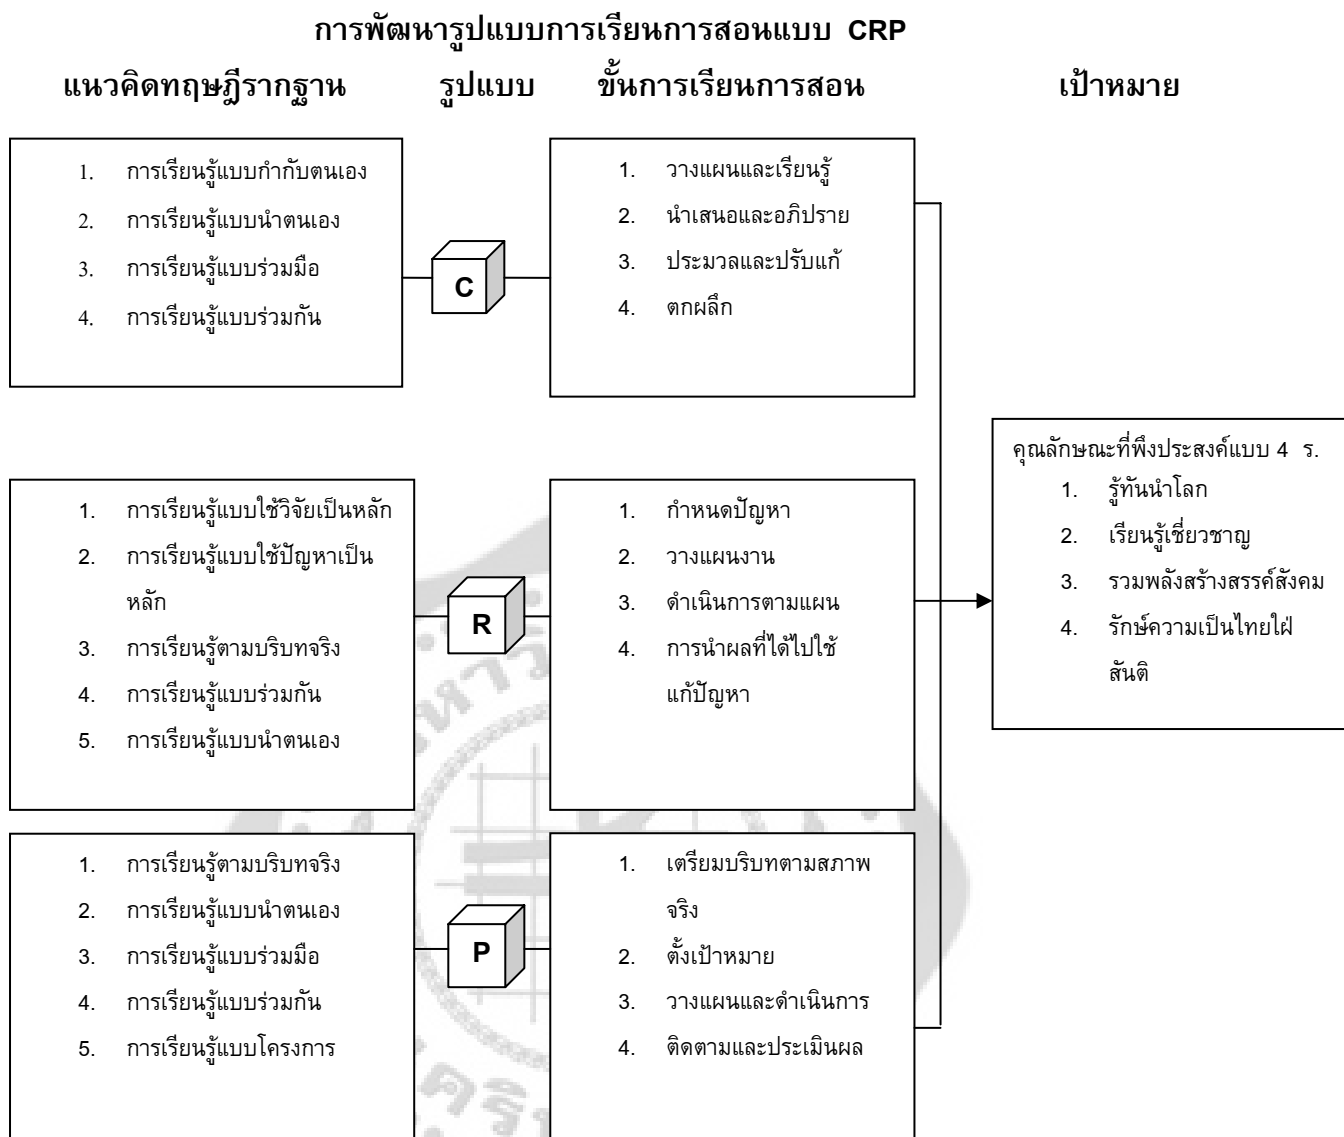 การพัฒนารูปแบบการเรียนการสอนแบบ CRP
แนวคิดทฤษฎีรากฐาน รูปแบบ ขั้นการเรียนการสอน เป้าหมาย
1. การเรียนรู้แบบกำกับตนเอง
2. การเรียนรู้แบบนำตนเอง
3. การเรียนรู้แบบร่วมมือ
4. การเรียนรู้แบบร่วมกัน
C
1. วางแผนและเรียนรู้
2. นำเสนอและอภิปราย
3. ประมวลและปรับแก้
4. ตกผลึก
1. การเรียนรู้แบบใช้วิจัยเป็นหลัก
2. การเรียนรู้แบบใช้ปัญหาเป็น
หลัก
3. การเรียนรู้ตามบริบทจริง
4. การเรียนรู้แบบร่วมกัน
5. การเรียนรู้แบบนำตนเอง
R
1. กำหนดปัญหา
2. วางแผนงาน
3. ดำเนินการตามแผน
4. การนำผลที่ได้ไปใช้
แก้ปัญหา
1. การเรียนรู้ตามบริบทจริง
2. การเรียนรู้แบบนำตนเอง
3. การเรียนรู้แบบร่วมมือ
4. การเรียนรู้แบบร่วมกัน
5. การเรียนรู้แบบโครงการ
P
1. เตรียมบริบทตามสภาพ
จริง
2. ตั้งเป้าหมาย
3. วางแผนและดำเนินการ
4. ติดตามและประเมินผล
คุณลักษณะที่พึงประสงค์แบบ 4 ร.
1. รู้ทันนำโลก
2. เรียนรู้เชี่ยวชาญ
3. รวมพลังสร้างสรรค์สังคม
4. รักษ์ความเป็นไทยใฝ่
สันติ